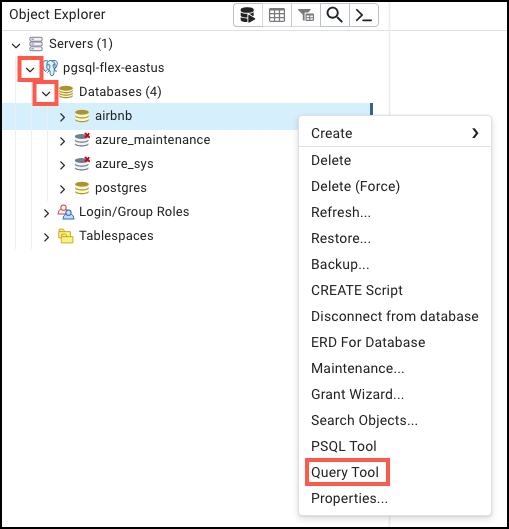 Object Explorer
Servers (1)
pgsql-flex-eastus
Databases (4)
airbnb
azure_maintenance
azure_sys
postgres
Login/Group Roles
Tablespaces
Create
Delete
Delete (Force)
Refresh...
Restore...
Backup...
CREATE Script
Disconnect from database
ERD For Database
Maintenance...
Grant Wizard...
Search Objects...
PSQL Tool
Query Tool
Properties...